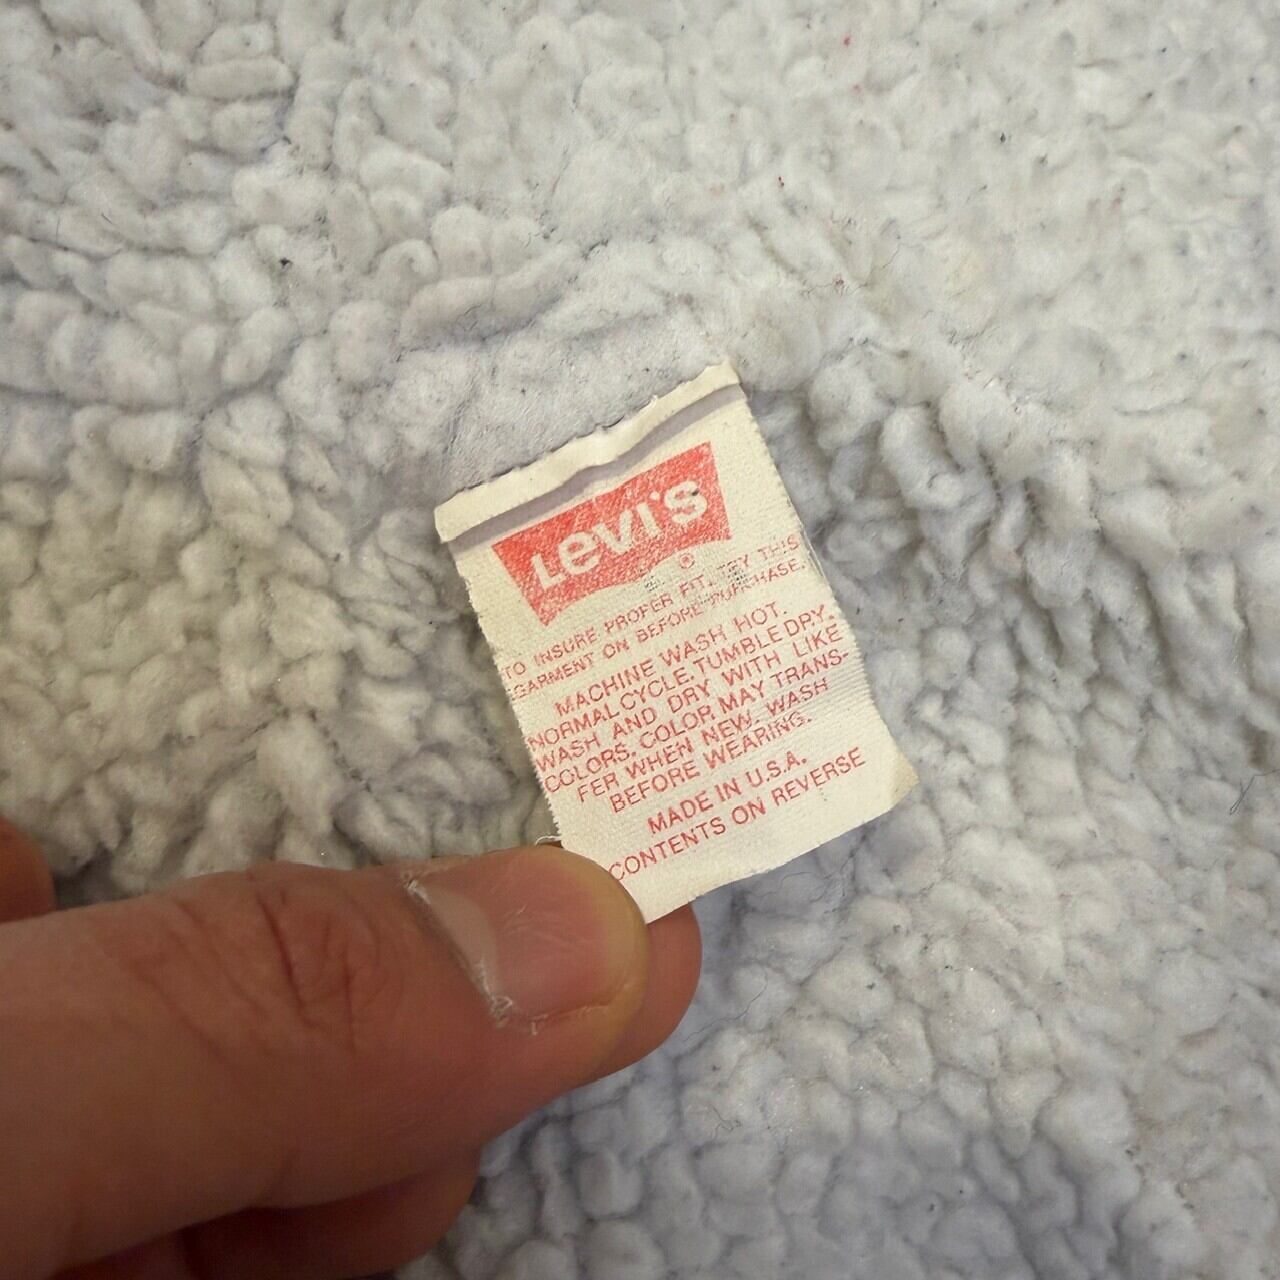 Levi's
®
TO INSURE PROPER FIT, TRY THIS
GARMENT ON BEFORE PURCHASE.
MACHINE WASH HOT.
NORMAL CYCLE. TUMBLE DRY.
WASH AND DRY WITH LIKE
COLORS. COLOR MAY TRANS-
FER WHEN NEW. WASH
BEFORE WEARING.
MADE IN U.S.A.
CONTENTS ON REVERSE